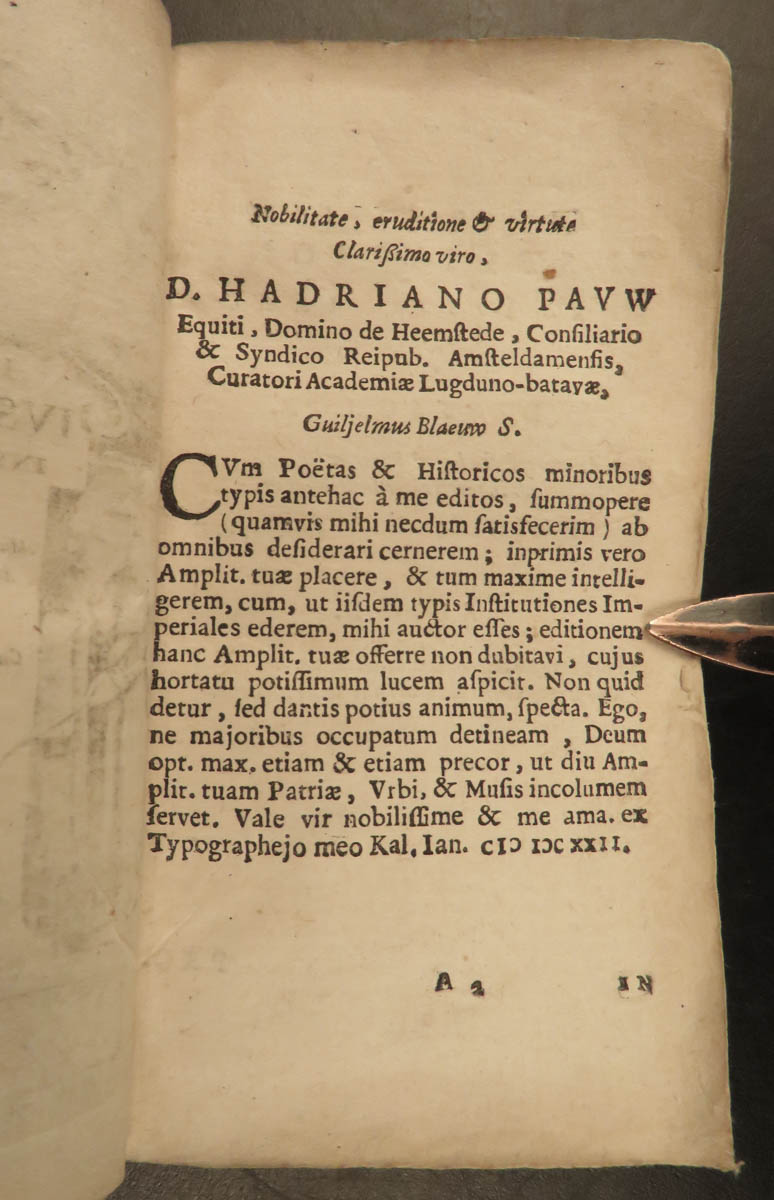 Nobilitate, eruditione & virtute
Clarißimo viro,
D. HADRIANO PAVW
Equiti, Domino de Heemſtede, Conſiliario
& Syndico Reipub. Amſteldamenſis,
Curatori Academiæ Lugduno-batavæ,
Guiljelmus Blaeuw S.
CVm Poëtas & Hiſtoricos minoribus
typis antehac à me editos, ſummopere
(quamvis mihi necdum ſatisfecerim) ab
omnibus deſiderari cernerem; inprimis vero
Amplit. tuæ placere, & tum maxime intelli-
gerem, cum, ut iiſdem typis Inſtitutiones Im-
periales ederem, mihi auctor eſſes; editionem
hanc Amplit. tuæ offerre non dubitavi, cujus
hortatu potiſſimum lucem aſpicit. Non quid
detur, ſed dantis potius animum, ſpecta. Ego,
ne majoribus occupatum detineam, Deum
opt. max. etiam & etiam precor, ut diu Am-
plit. tuam Patriæ, Vrbi, & Muſis incolumem
ſervet. Vale vir nobiliſſime & me ama. ex
Typographejo meo Kal. Ian. cIↃ IↃc xxII.
A 2 IN